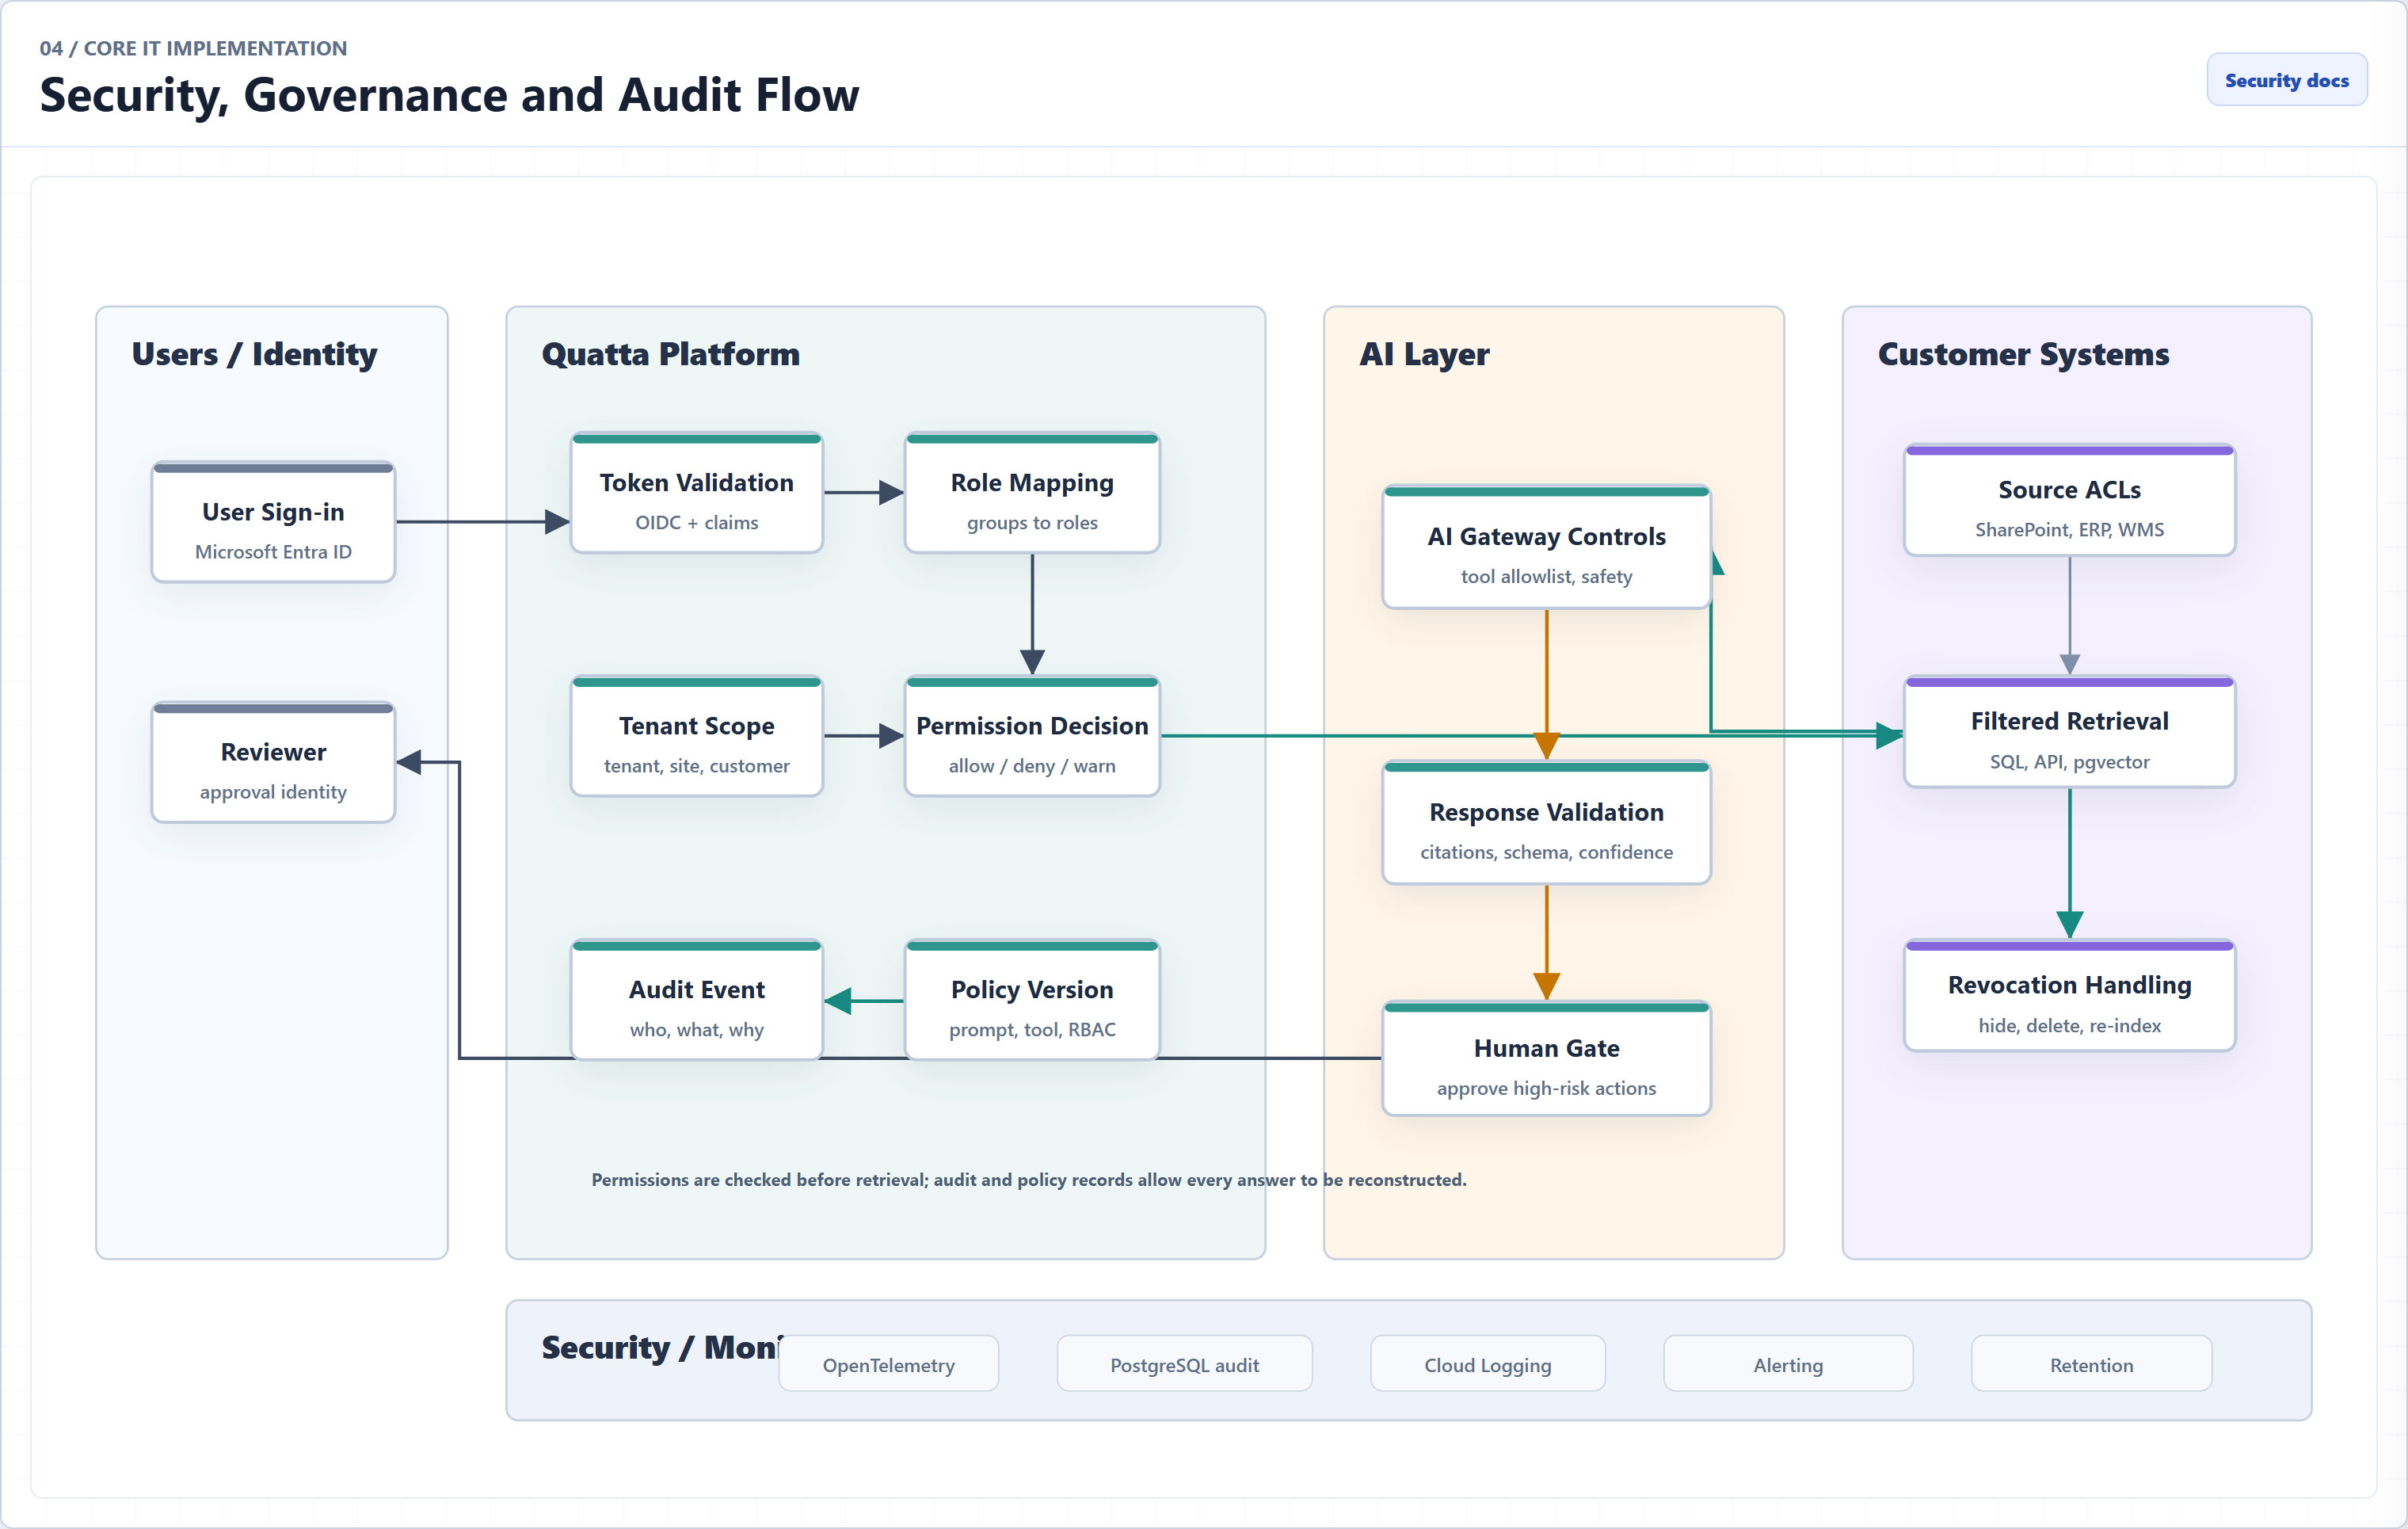 04 / CORE IT IMPLEMENTATION
Security, Governance and Audit Flow
Security docs
Users / Identity
User Sign-in
Microsoft Entra ID
Reviewer
approval identity
Quatta Platform
Token Validation
OIDC + claims
Role Mapping
groups to roles
Tenant Scope
tenant, site, customer
Permission Decision
allow / deny / warn
Audit Event
who, what, why
Policy Version
prompt, tool, RBAC
Permissions are checked before retrieval; audit and policy records allow every answer to be reconstructed.
AI Layer
AI Gateway Controls
tool allowlist, safety
Response Validation
citations, schema, confidence
Human Gate
approve high-risk actions
Customer Systems
Source ACLs
SharePoint, ERP, WMS
Filtered Retrieval
SQL, API, pgvector
Revocation Handling
hide, delete, re-index
Security /
OpenTelemetry
PostgreSQL audit
Cloud Logging
Alerting
Retention